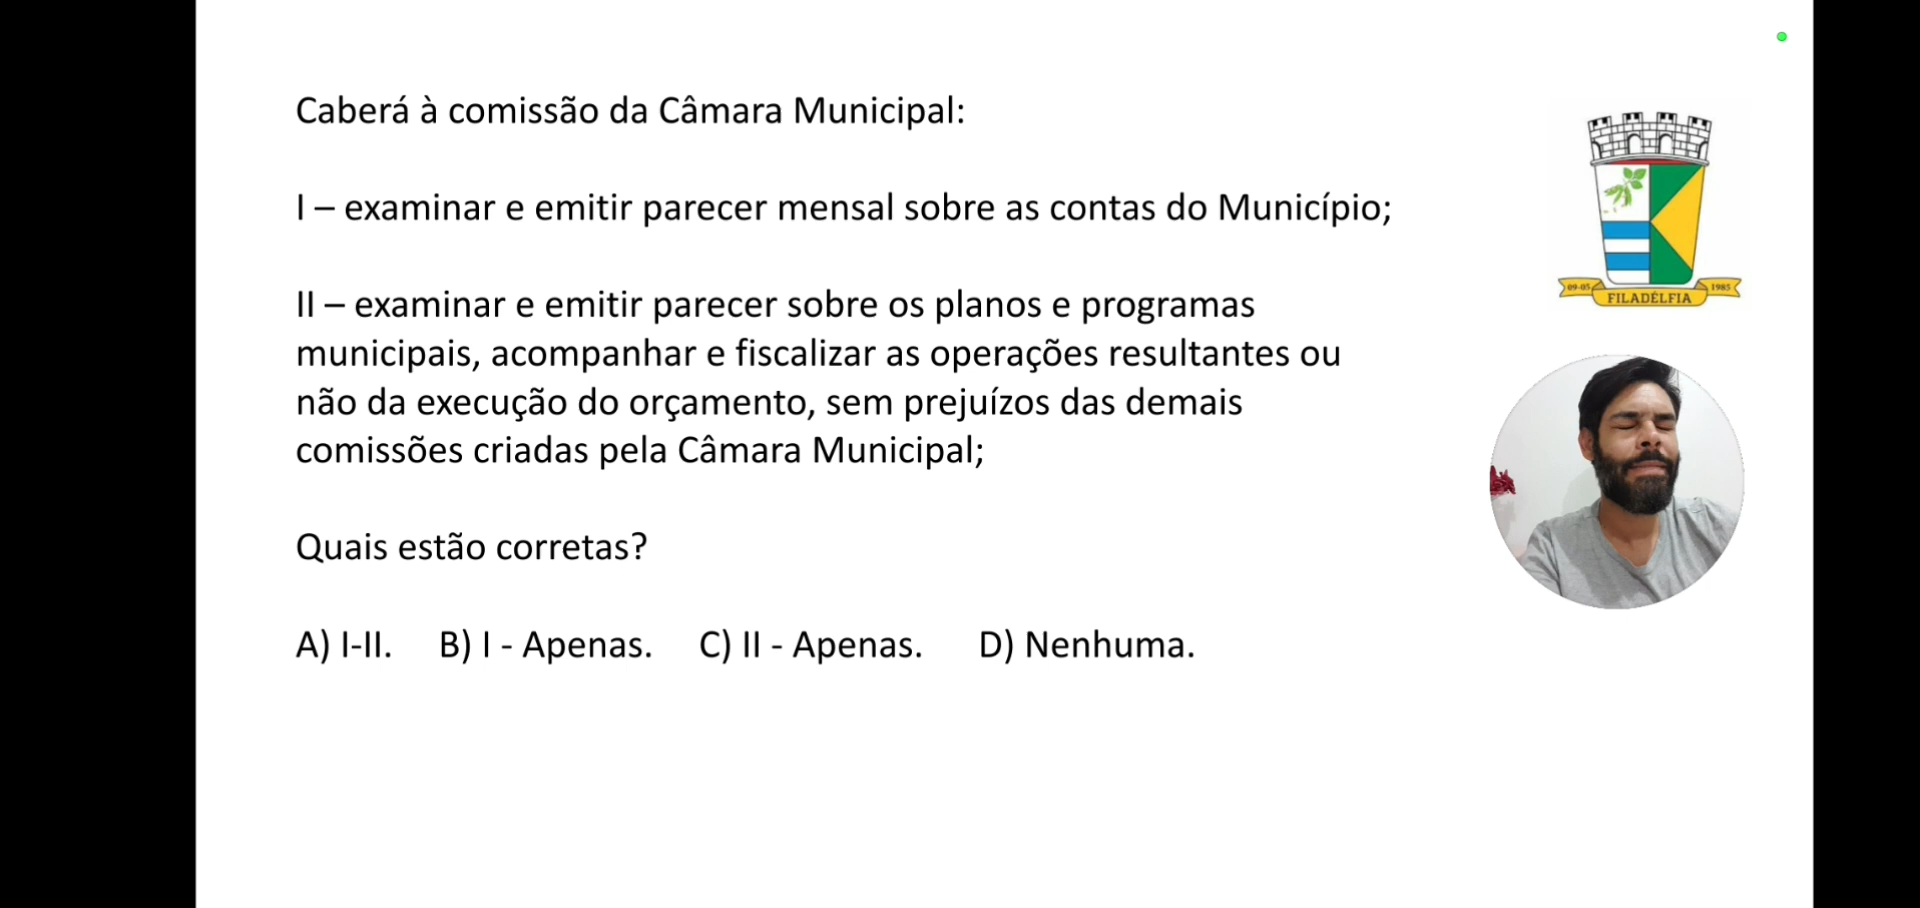 Caberá à comissão da Câmara Municipal:
I – examinar e emitir parecer mensal sobre as contas do Município;
II – examinar e emitir parecer sobre os planos e programas
municipais, acompanhar e fiscalizar as operações resultantes ou
não da execução do orçamento, sem prejuízos das demais
comissões criadas pela Câmara Municipal;
Quais estão corretas?
A) I-II. B) I - Apenas. C) II - Apenas. D) Nenhuma.
09-05 FILADÉLFIA 1985